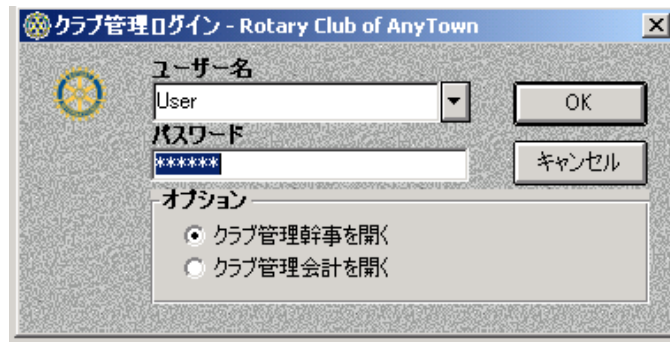 クラブ管理ログイン - Rotary Club of AnyTown
ユーザー名
User
OK
パスワード
******
キャンセル
オプション
クラブ管理幹事を開く
クラブ管理会計を開く